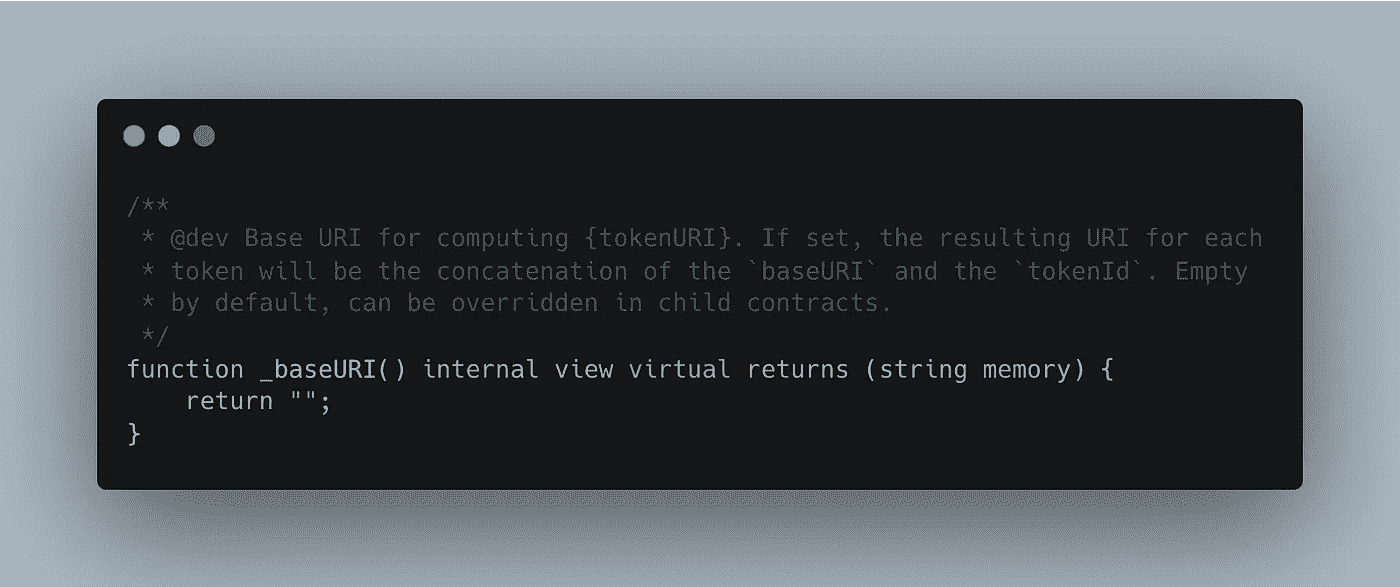 /**
 * @dev Base URI for computing {tokenURI}. If set, the resulting URI for each
 * token will be the concatenation of the `baseURI` and the `tokenId`. Empty
 * by default, can be overridden in child contracts.
 */
function _baseURI() internal view virtual returns (string memory) {
    return "";
}